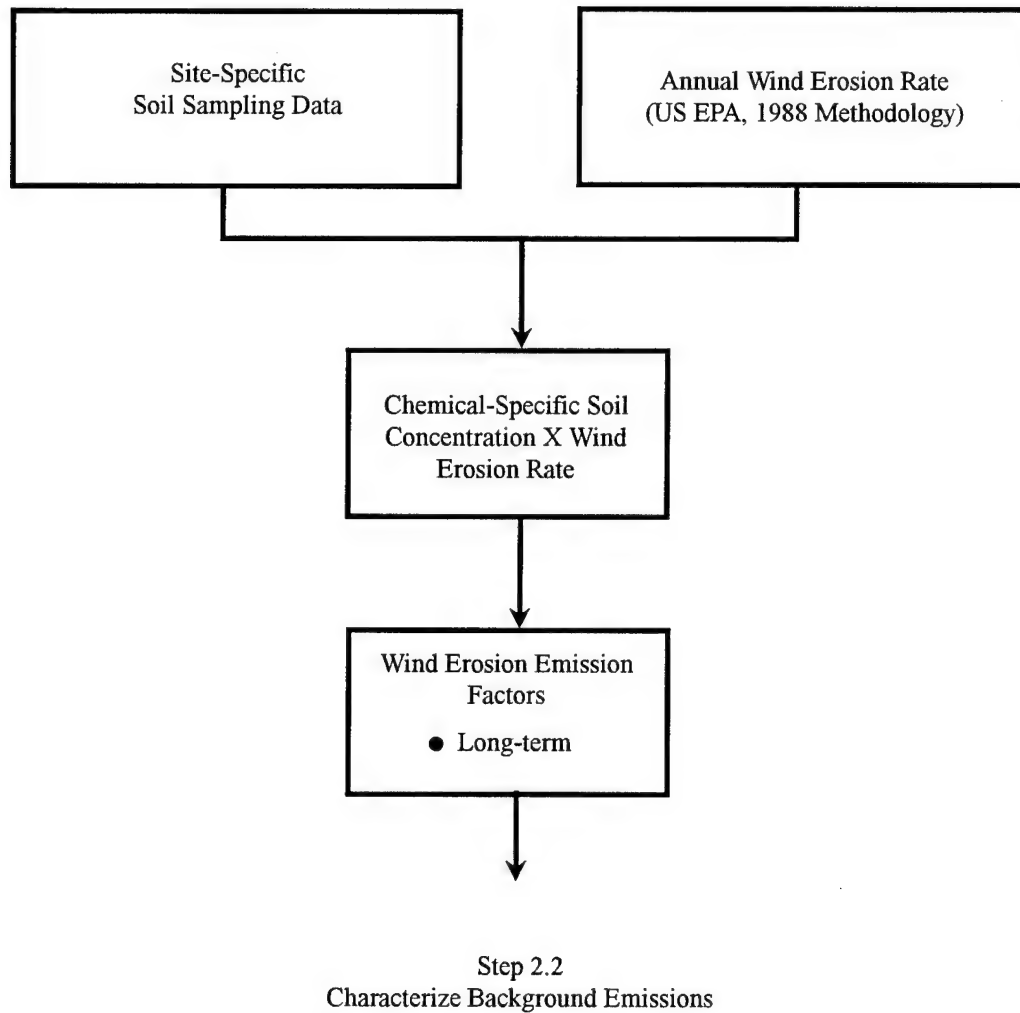 Site-Specific
Soil Sampling Data
Annual Wind Erosion Rate
(US EPA, 1988 Methodology)
Chemical-Specific Soil
Concentration X Wind
Erosion Rate
Wind Erosion Emission
Factors
● Long-term
Step 2.2
Characterize Background Emissions